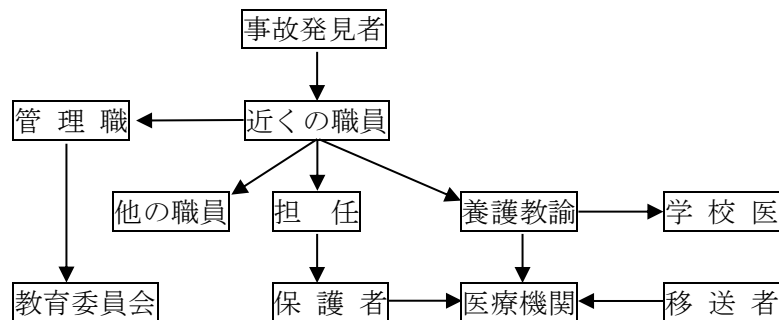 事故発見者
管 理 職
近くの職員
他の職員
担　任
養護教諭
学 校 医
教育委員会
保 護 者
医療機関
移 送 者